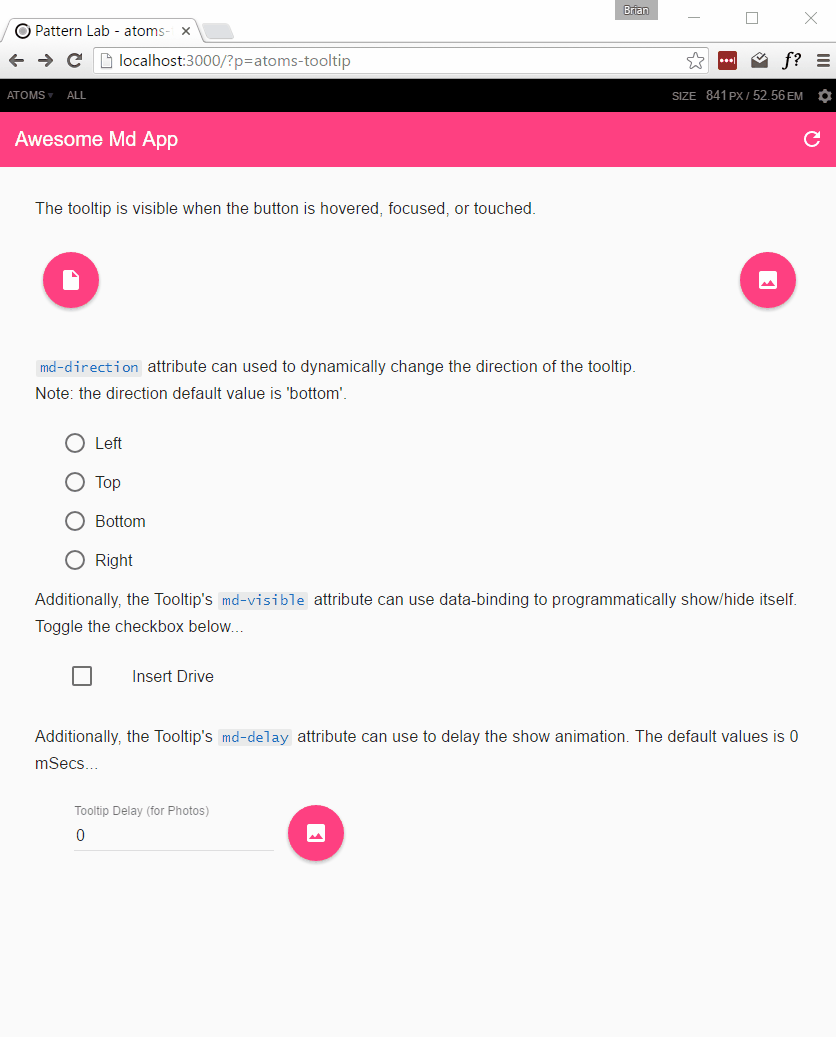 Brian
Pattern Lab - atoms-
localhost:3000/?p=atoms-tooltip
f?
ATOMS ALL SIZE 841 PX / 52.56 EM
Awesome Md App
The tooltip is visible when the button is hovered, focused, or touched.
md-direction attribute can used to dynamically change the direction of the tooltip.
Note: the direction default value is 'bottom'.
Left
Top
Bottom
Right
Additionally, the Tooltip's md-visible attribute can use data-binding to programmatically show/hide itself.
Toggle the checkbox below...
Insert Drive
Additionally, the Tooltip's md-delay attribute can use to delay the show animation. The default values is 0
mSecs...
Tooltip Delay (for Photos)
0